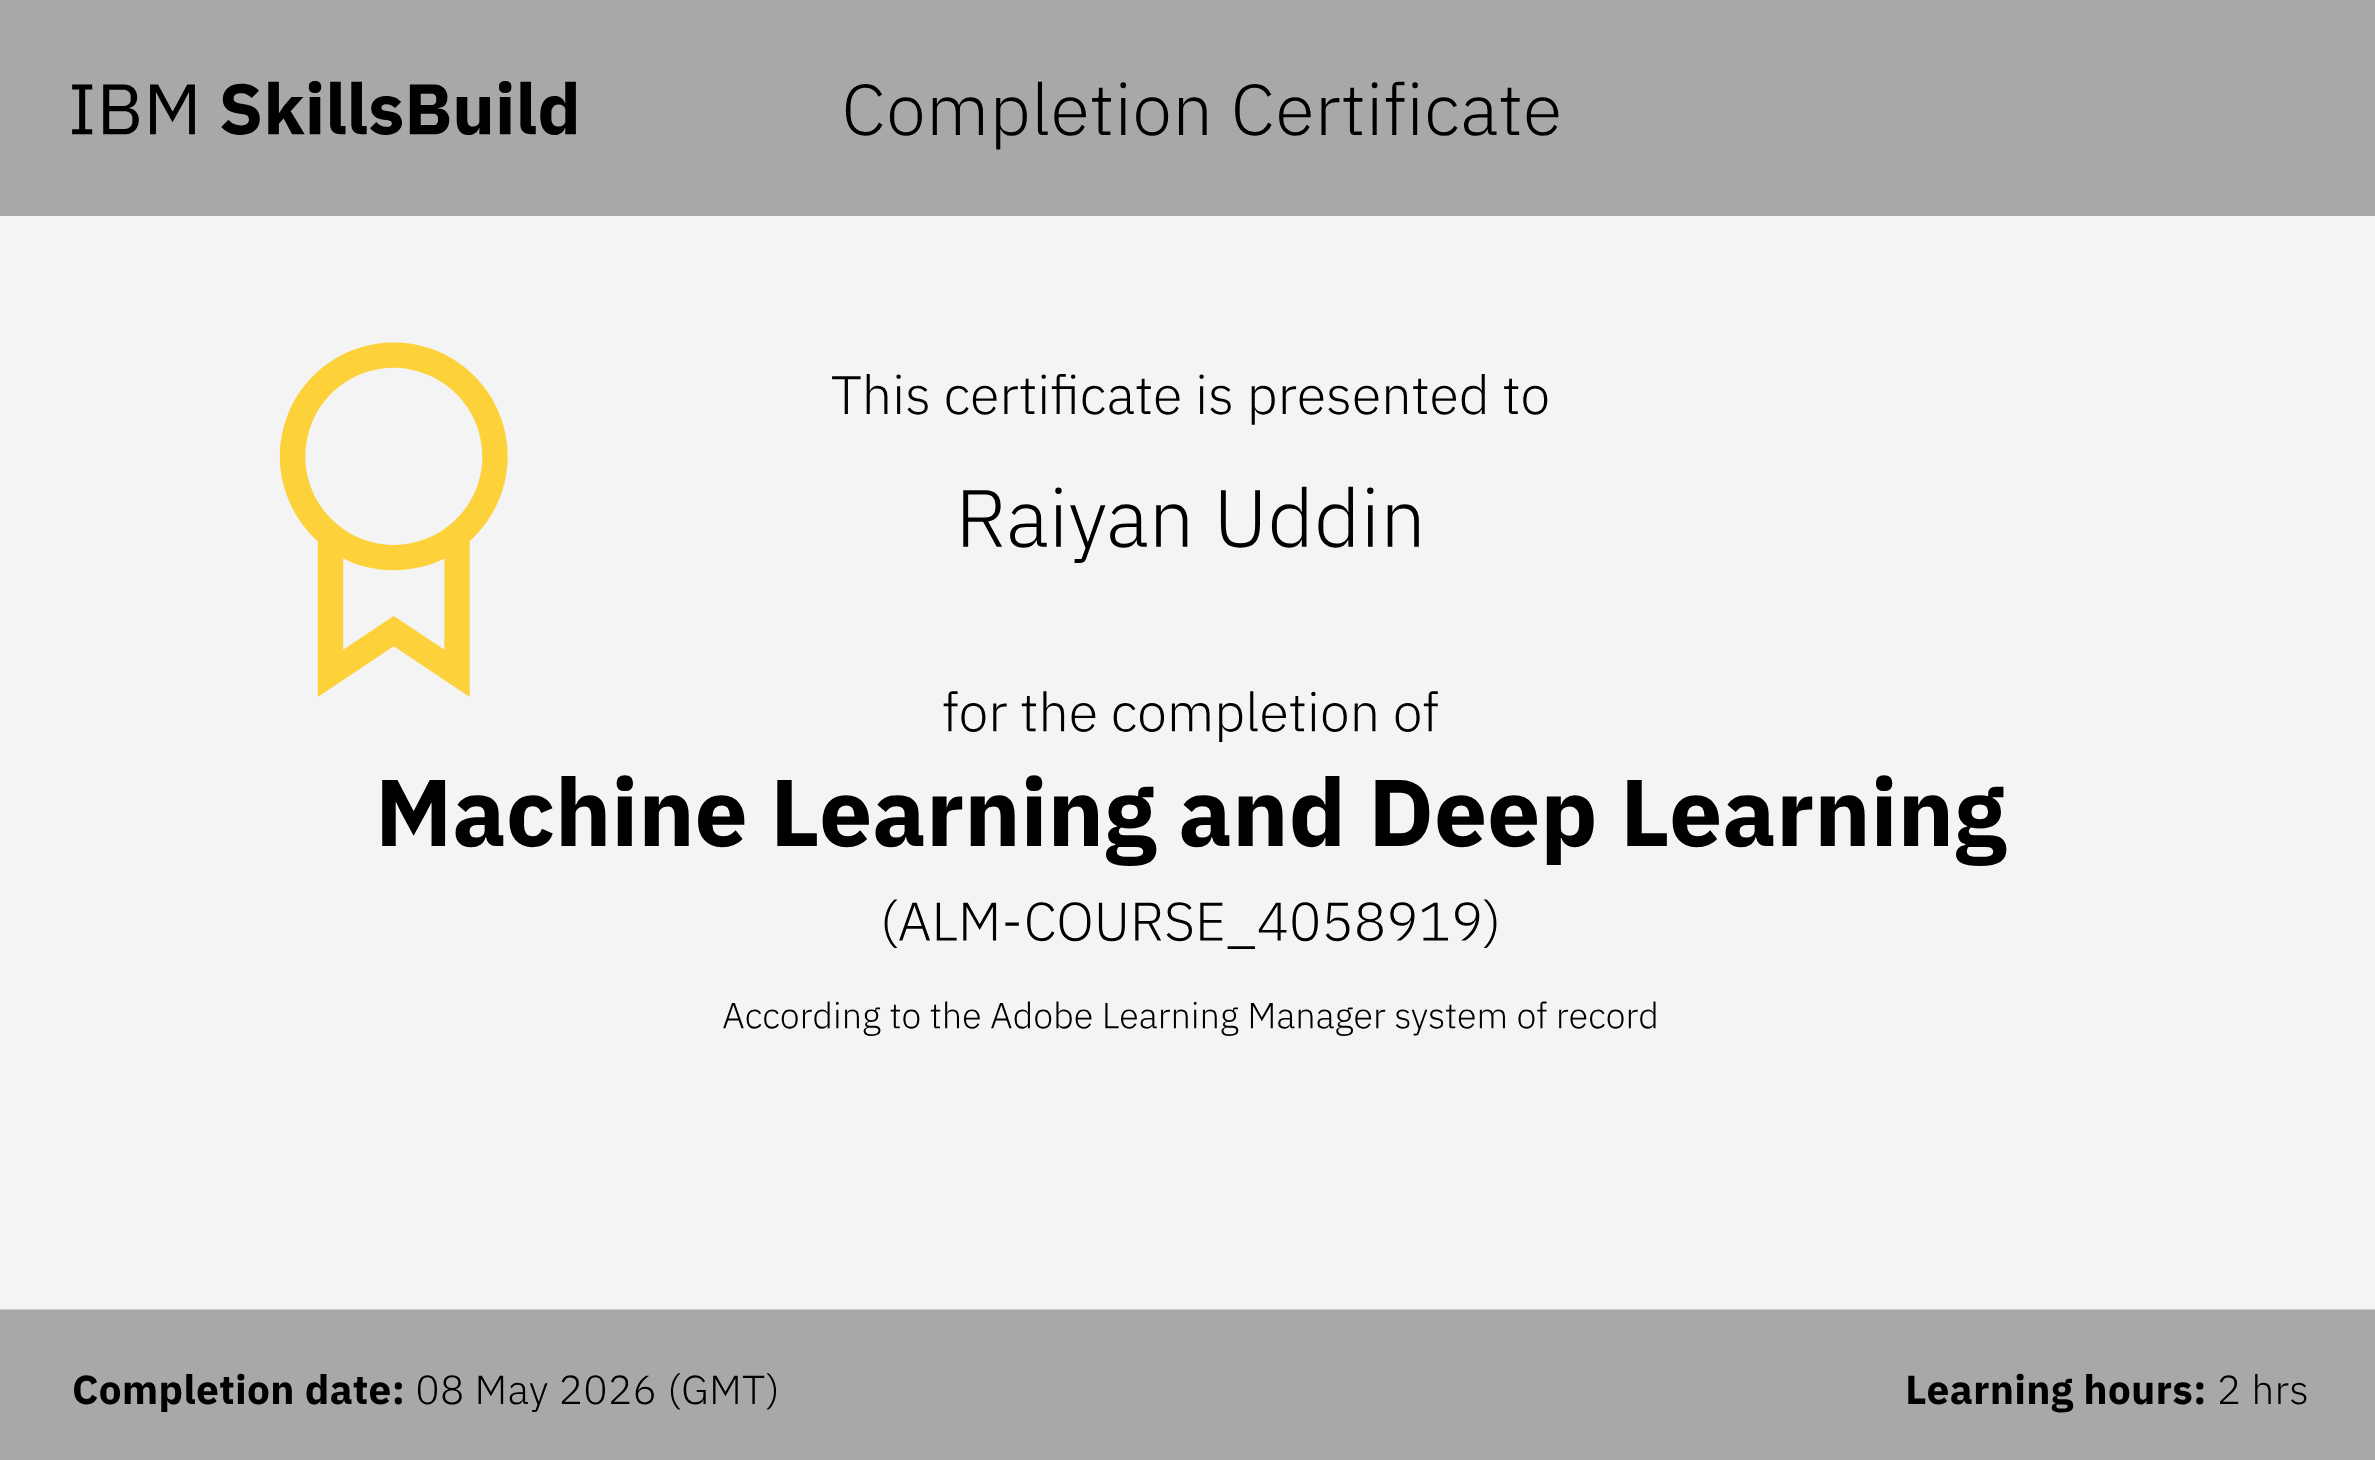 IBM SkillsBuild
Completion Certificate
This certificate is presented to
Raiyan Uddin
for the completion of
Machine Learning and Deep Learning
(ALM-COURSE_4058919)
According to the Adobe Learning Manager system of record
Completion date: 08 May 2026 (GMT)
Learning hours: 2 hrs